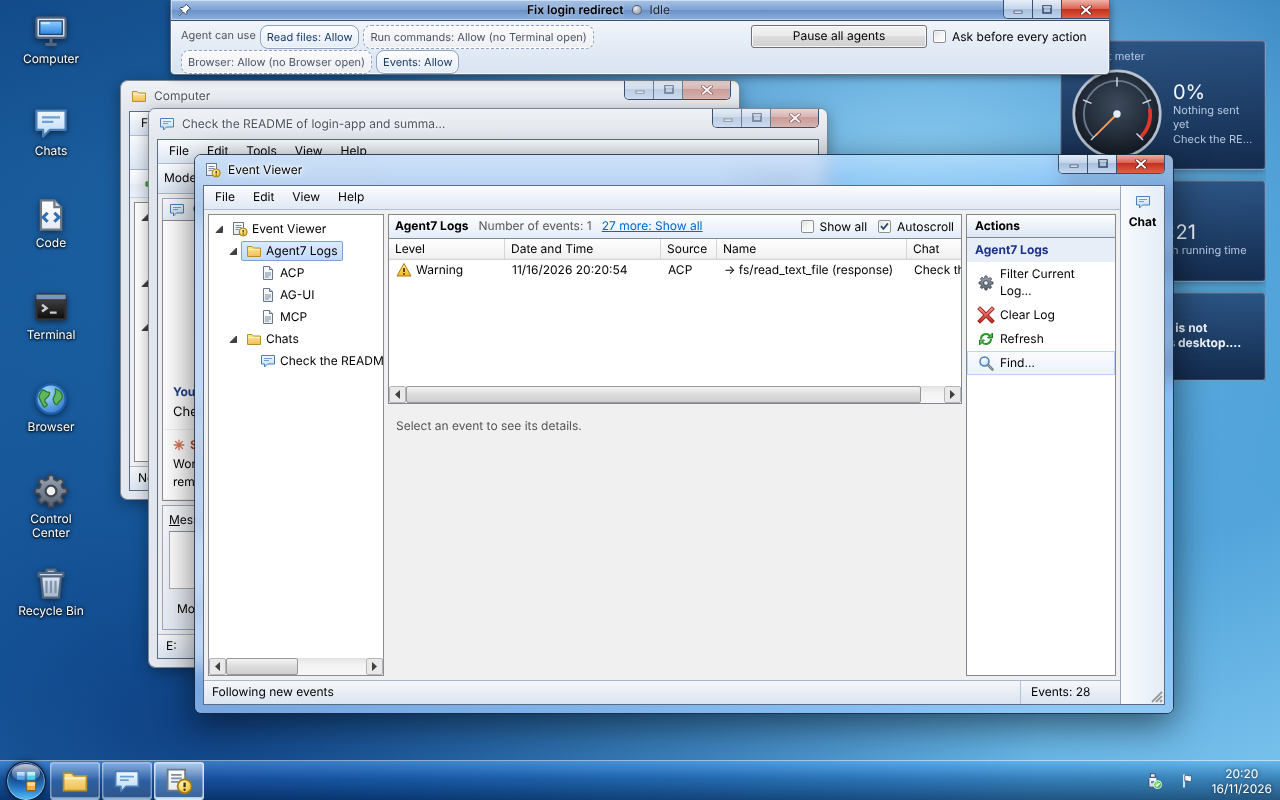 Fix login redirect Idle
Agent can use Read files: Allow Run commands: Allow (no Terminal open)
Browser: Allow (no Browser open) Events: Allow
Pause all agents
Ask before every action
Computer
Chats
Code
Terminal
Browser
Control
Center
Recycle Bin
meter
0%
Nothing sent
yet
Check the RE...
21
running time
is not
desktop....
Computer
Check the README of login-app and summa...
File Edit Tools View Help
You
E:
Event Viewer
File Edit View Help
Event Viewer
Agent7 Logs
ACP
AG-UI
MCP
Chats
Check the READM
Agent7 Logs Number of events: 1 27 more: Show all Show all Autoscroll
Level Date and Time Source Name Chat
Warning 11/16/2026 20:20:54 ACP → fs/read_text_file (response) Check th
Select an event to see its details.
Actions
Agent7 Logs
Filter Current
Log...
Clear Log
Refresh
Find...
Chat
Following new events
Events: 28
20:20
16/11/2026